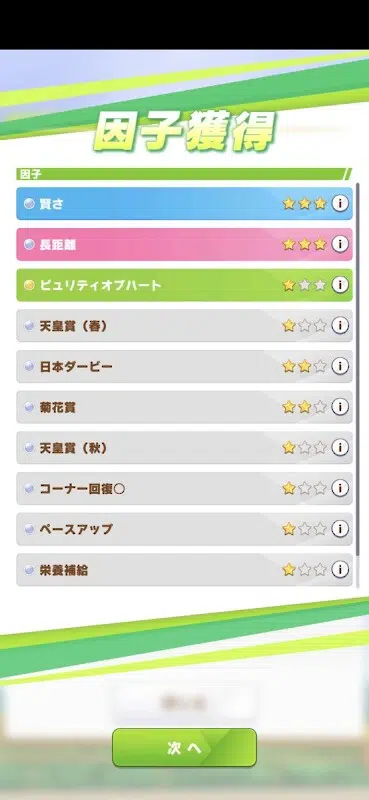 因子獲得
因子
賢さ
長距離
ピュリティオブハート
天皇賞（春）
日本ダービー
菊花賞
天皇賞（秋）
コーナー回復○
ペースアップ
栄養補給
次へ